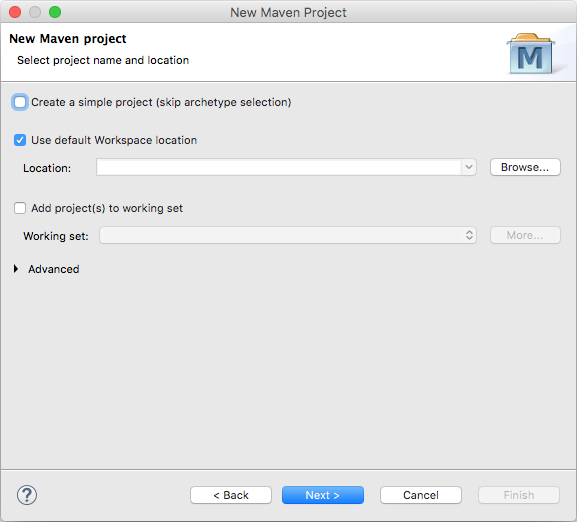 New Maven Project
New Maven project
Select project name and location
M
Create a simple project (skip archetype selection)
Use default Workspace location
Location:
Browse...
Add project(s) to working set
Working set:
More...
Advanced
?
< Back
Next >
Cancel
Finish